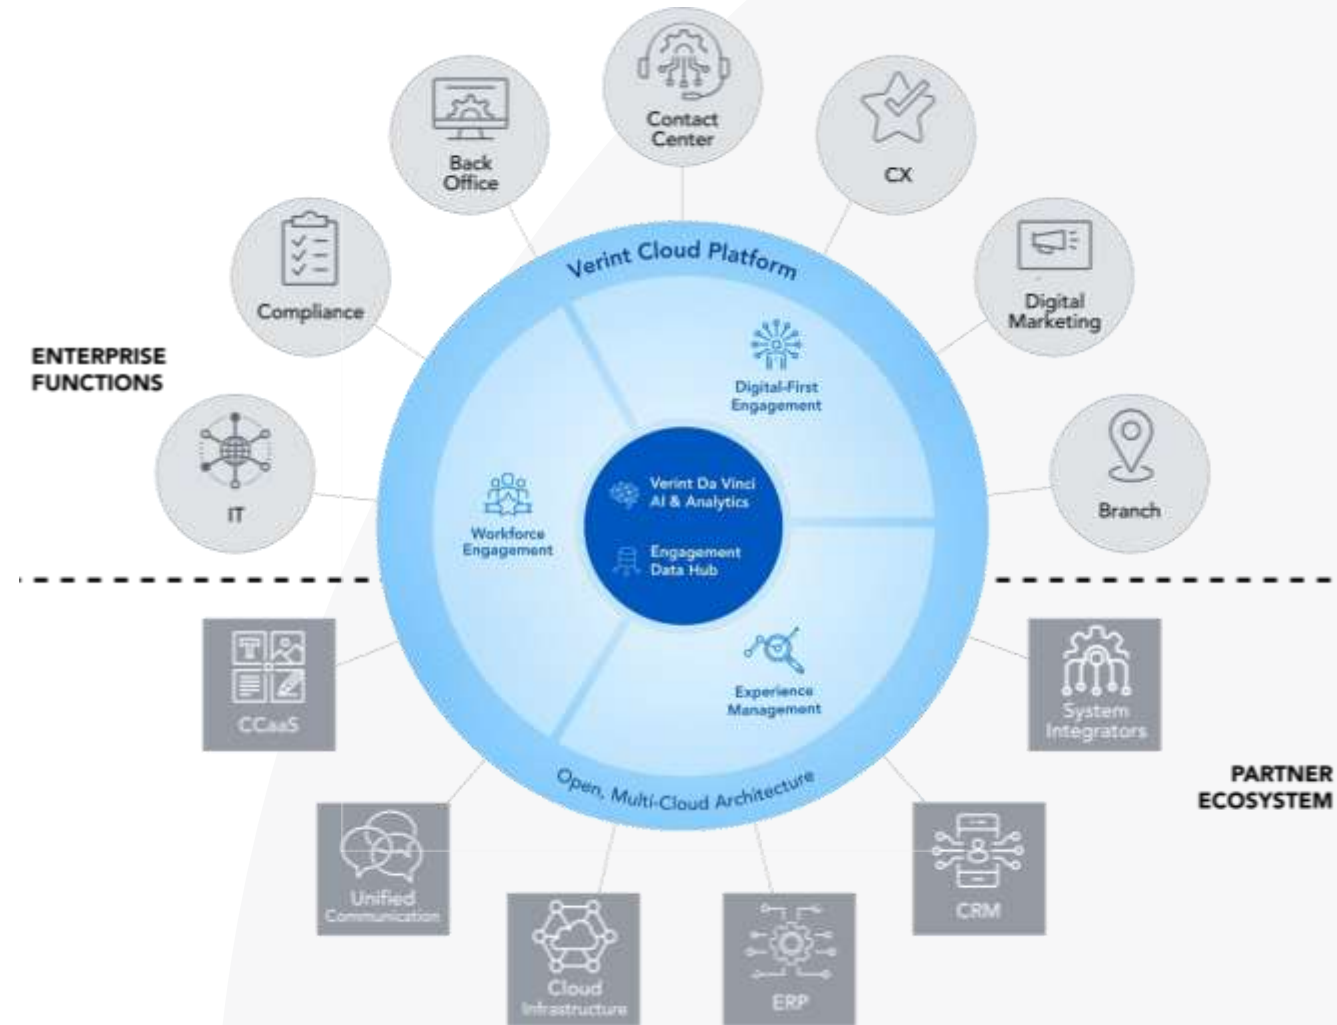 Contact
Center
Back
Office
CX
Compliance
Digital
Marketing
ENTERPRISE
FUNCTIONS
IT
Branch
Verint Cloud Platform
Digital-First
Engagement
Workforce
Engagement
Verint Da Vinci
AI & Analytics
Engagement
Data Hub
Experience
Management
Open, Multi-Cloud Architecture
CCaaS
System
Integrators
PARTNER
ECOSYSTEM
Unified
Communication
CRM
Cloud
Infrastructure
ERP